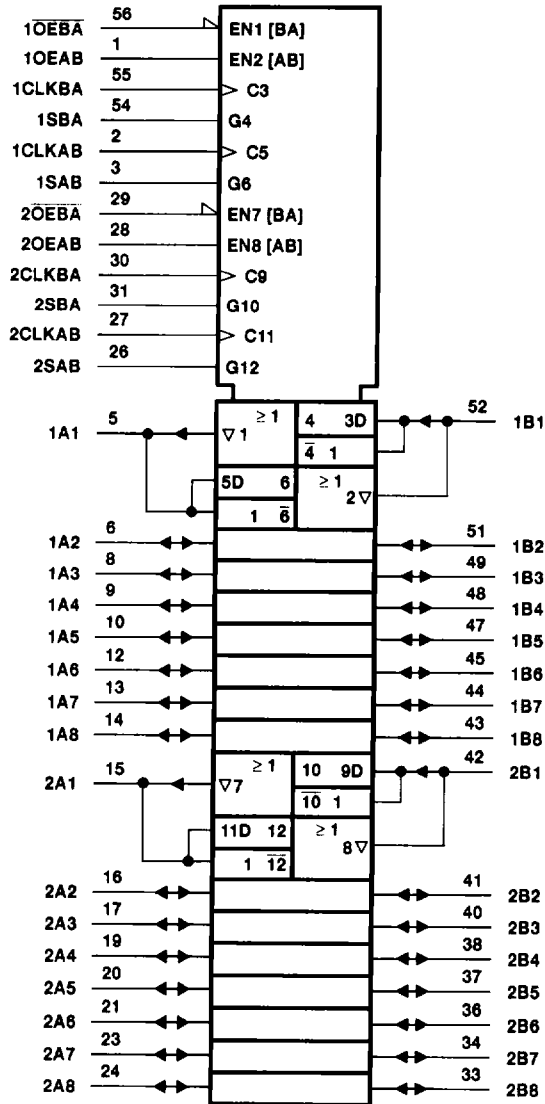 1O̅E̅B̅A̅ 56 EN1 [BA]
1OEAB 1 EN2 [AB]
1CLKBA 55 C3
1SBA 54 G4
1CLKAB 2 C5
1SAB 3 G6
2O̅E̅B̅A̅ 29 EN7 [BA]
2OEAB 28 EN8 [AB]
2CLKBA 30 C9
2SBA 31 G10
2CLKAB 27 C11
2SAB 26 G12
1A1 5 ▽1 ≥ 1 4 3D 52 1B1
4̅ 1
5D 6 ≥ 1 2▽
1 6̅
1A2 6 51 1B2
1A3 8 49 1B3
1A4 9 48 1B4
1A5 10 47 1B5
1A6 12 45 1B6
1A7 13 44 1B7
1A8 14 43 1B8
2A1 15 ▽7 ≥ 1 10 9D 42 2B1
1̅0̅ 1
11D 12 ≥ 1 8▽
1 1̅2̅
2A2 16 41 2B2
2A3 17 40 2B3
2A4 19 38 2B4
2A5 20 37 2B5
2A6 21 36 2B6
2A7 23 34 2B7
2A8 24 33 2B8